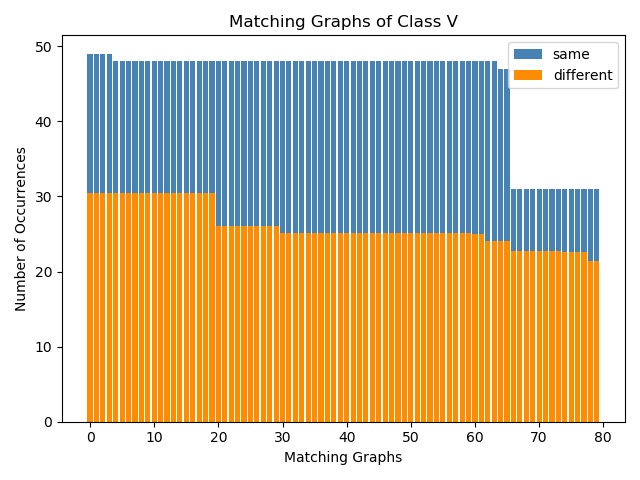 Matching Graphs of Class V
same
different
Number of Occurrences
50
40
30
20
10
0
0 10 20 30 40 50 60 70 80
Matching Graphs